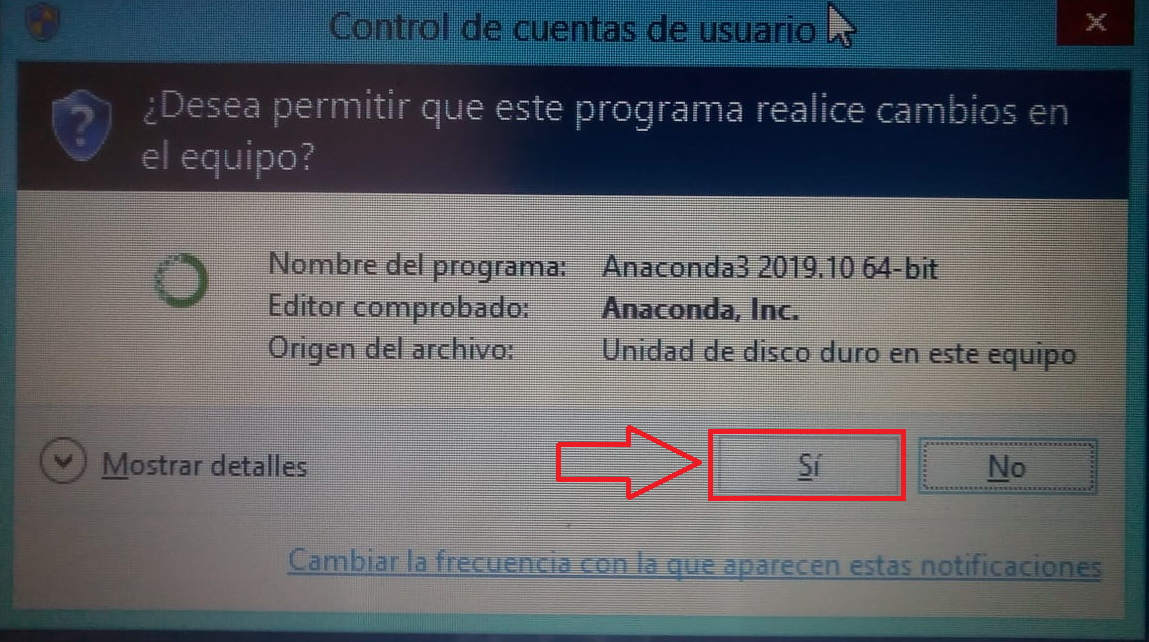 Control de cuentas de usuario
¿Desea permitir que este programa realice cambios en
el equipo?
Nombre del programa: Anaconda3 2019.10 64-bit
Editor comprobado: Anaconda, Inc.
Origen del archivo: Unidad de disco duro en este equipo
Mostrar detalles
Sí
No
Cambiar la frecuencia con la que aparecen estas notificaciones